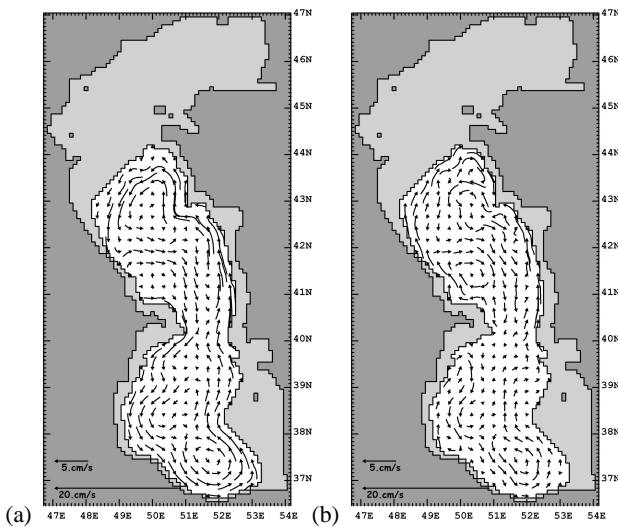 47N 47N
46N 46N
45N 45N
44N 44N
43N 43N
42N 42N
41N 41N
40N 40N
39N 39N
38N 38N
5.cm/s 5.cm/s
37N 37N
20.cm/s 20.cm/s
(a) 47E 48E 49E 50E 51E 52E 53E 54E (b) 47E 48E 49E 50E 51E 52E 53E 54E